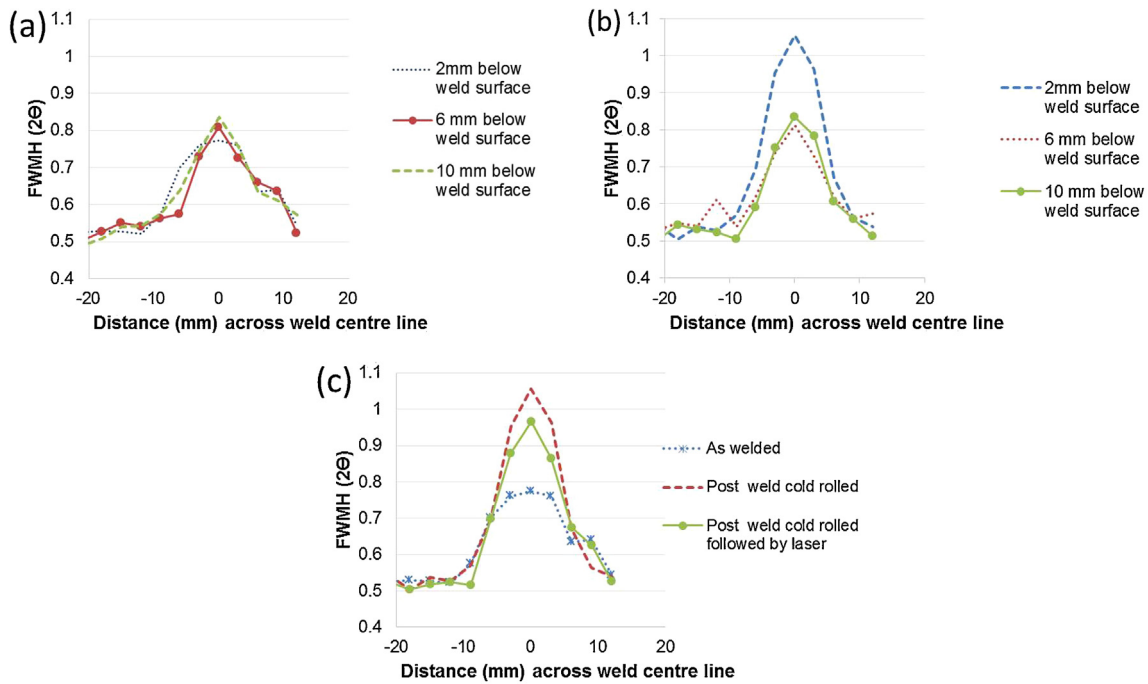 (a)
1.1
1
0.9
0.8
0.7
0.6
0.5
0.4
FWMH (2Θ)
-20 -10 0 10 20
Distance (mm) across weld centre line
2mm below
weld surface
6 mm below
weld surface
10 mm below
weld surface
(b)
1.1
1
0.9
0.8
0.7
0.6
0.5
0.4
FWMH (2Θ)
-20 -10 0 10 20
Distance (mm) across weld centre line
2mm below
weld surface
6 mm below
weld surface
10 mm below
weld surface
(c)
1.1
1
0.9
0.8
0.7
0.6
0.5
0.4
FWMH (2Θ)
-20 -10 0 10 20
Distance (mm) across weld centre line
As welded
Post weld cold rolled
Post weld cold rolled
followed by laser